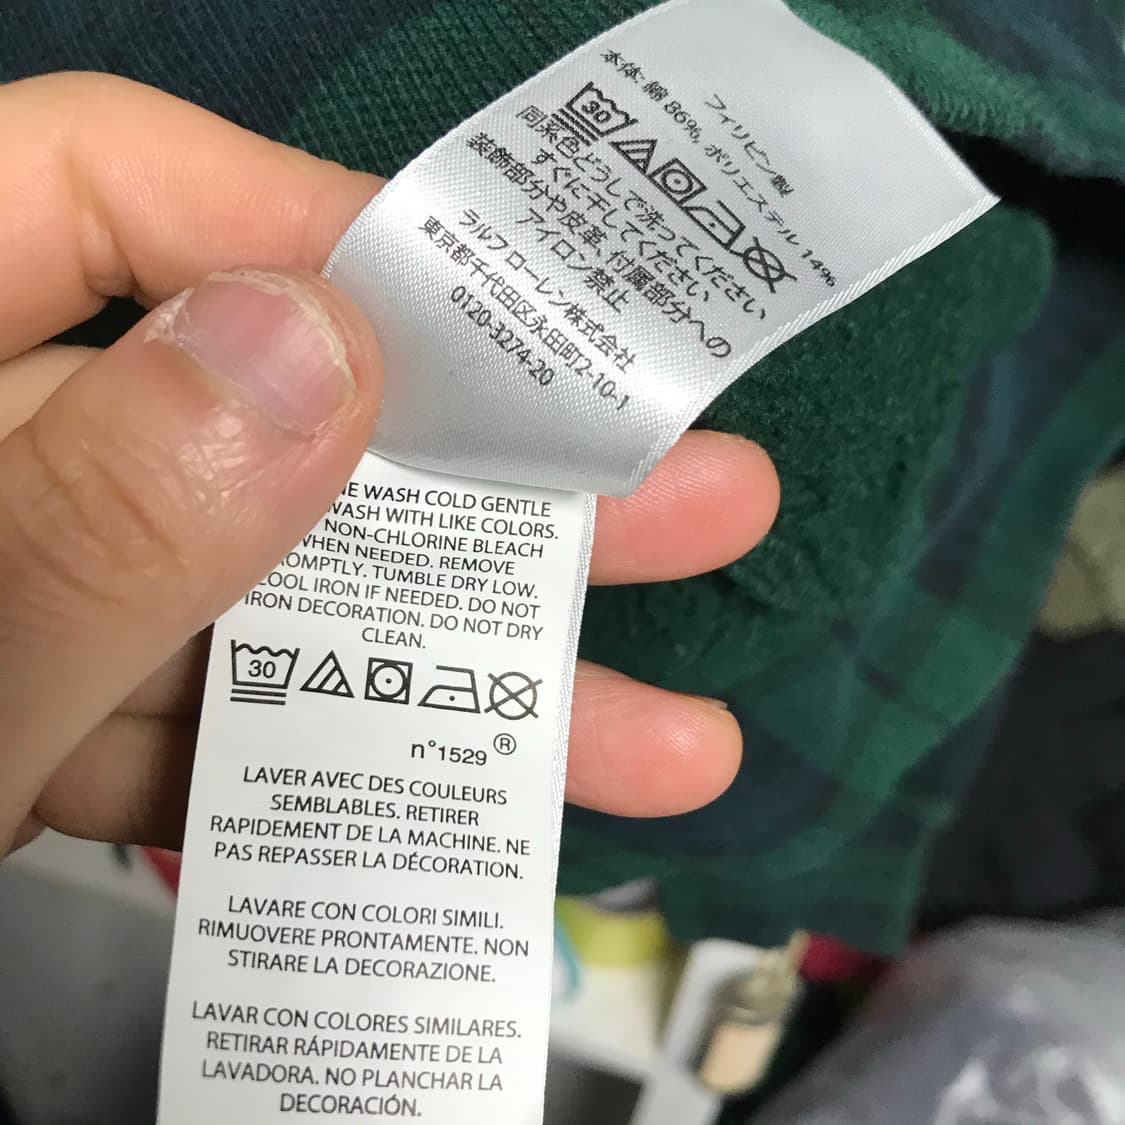 フィリピン製
本体: 綿 86%, ポリエステル 14%
30
同系色どうしで洗ってください
すぐに干してください
装飾部分や皮革、付属部分への
アイロン禁止
ラルフ ローレン株式会社
東京都千代田区永田町2-10-1
0120-3274-20
WASH COLD GENTLE
WASH WITH LIKE COLORS.
NON-CHLORINE BLEACH
WHEN NEEDED. REMOVE
TUMBLE DRY LOW.
IRON IF NEEDED. DO NOT
IRON DECORATION. DO NOT DRY
CLEAN.
30
n°1529 ®
LAVER AVEC DES COULEURS
SEMBLABLES. RETIRER
RAPIDEMENT DE LA MACHINE. NE
PAS REPASSER LA DÉCORATION.
LAVARE CON COLORI SIMILI.
RIMUOVERE PRONTAMENTE. NON
STIRARE LA DECORAZIONE.
LAVAR CON COLORES SIMILARES.
RETIRAR RÁPIDAMENTE DE LA
LAVADORA. NO PLANCHAR LA
DECORACIÓN.